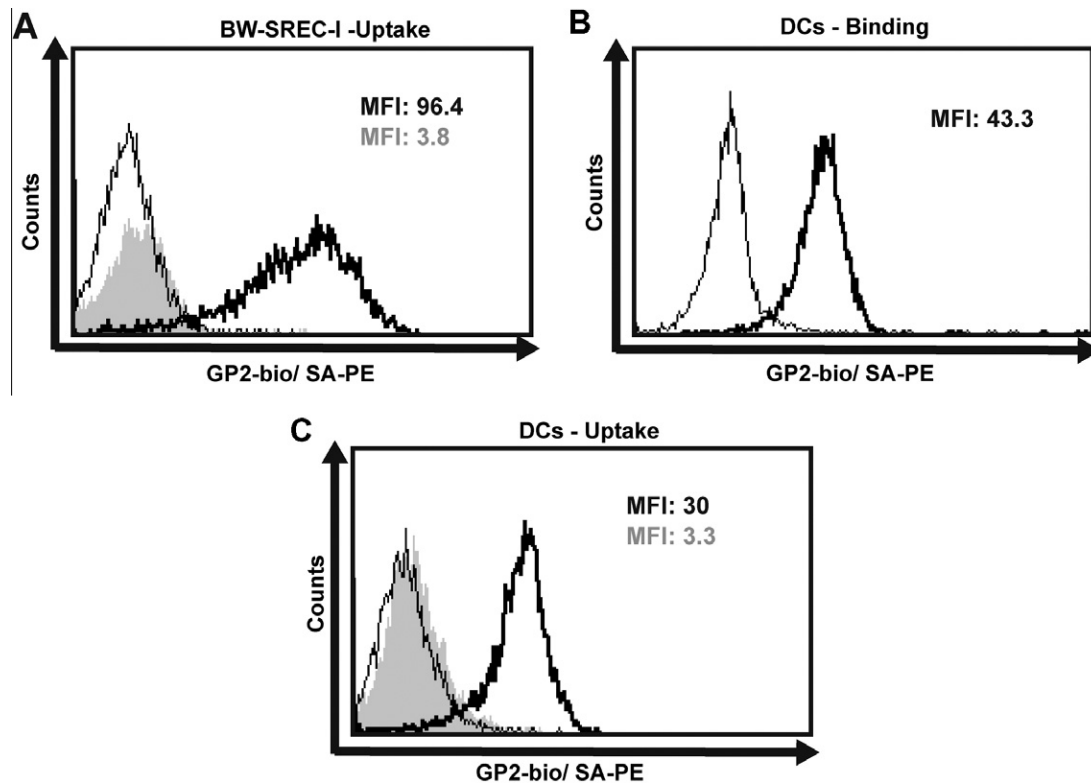 A
BW-SREC-I -Uptake
MFI: 96.4
MFI: 3.8
Counts
GP2-bio/ SA-PE
B
DCs - Binding
MFI: 43.3
Counts
GP2-bio/ SA-PE
C
DCs - Uptake
MFI: 30
MFI: 3.3
Counts
GP2-bio/ SA-PE